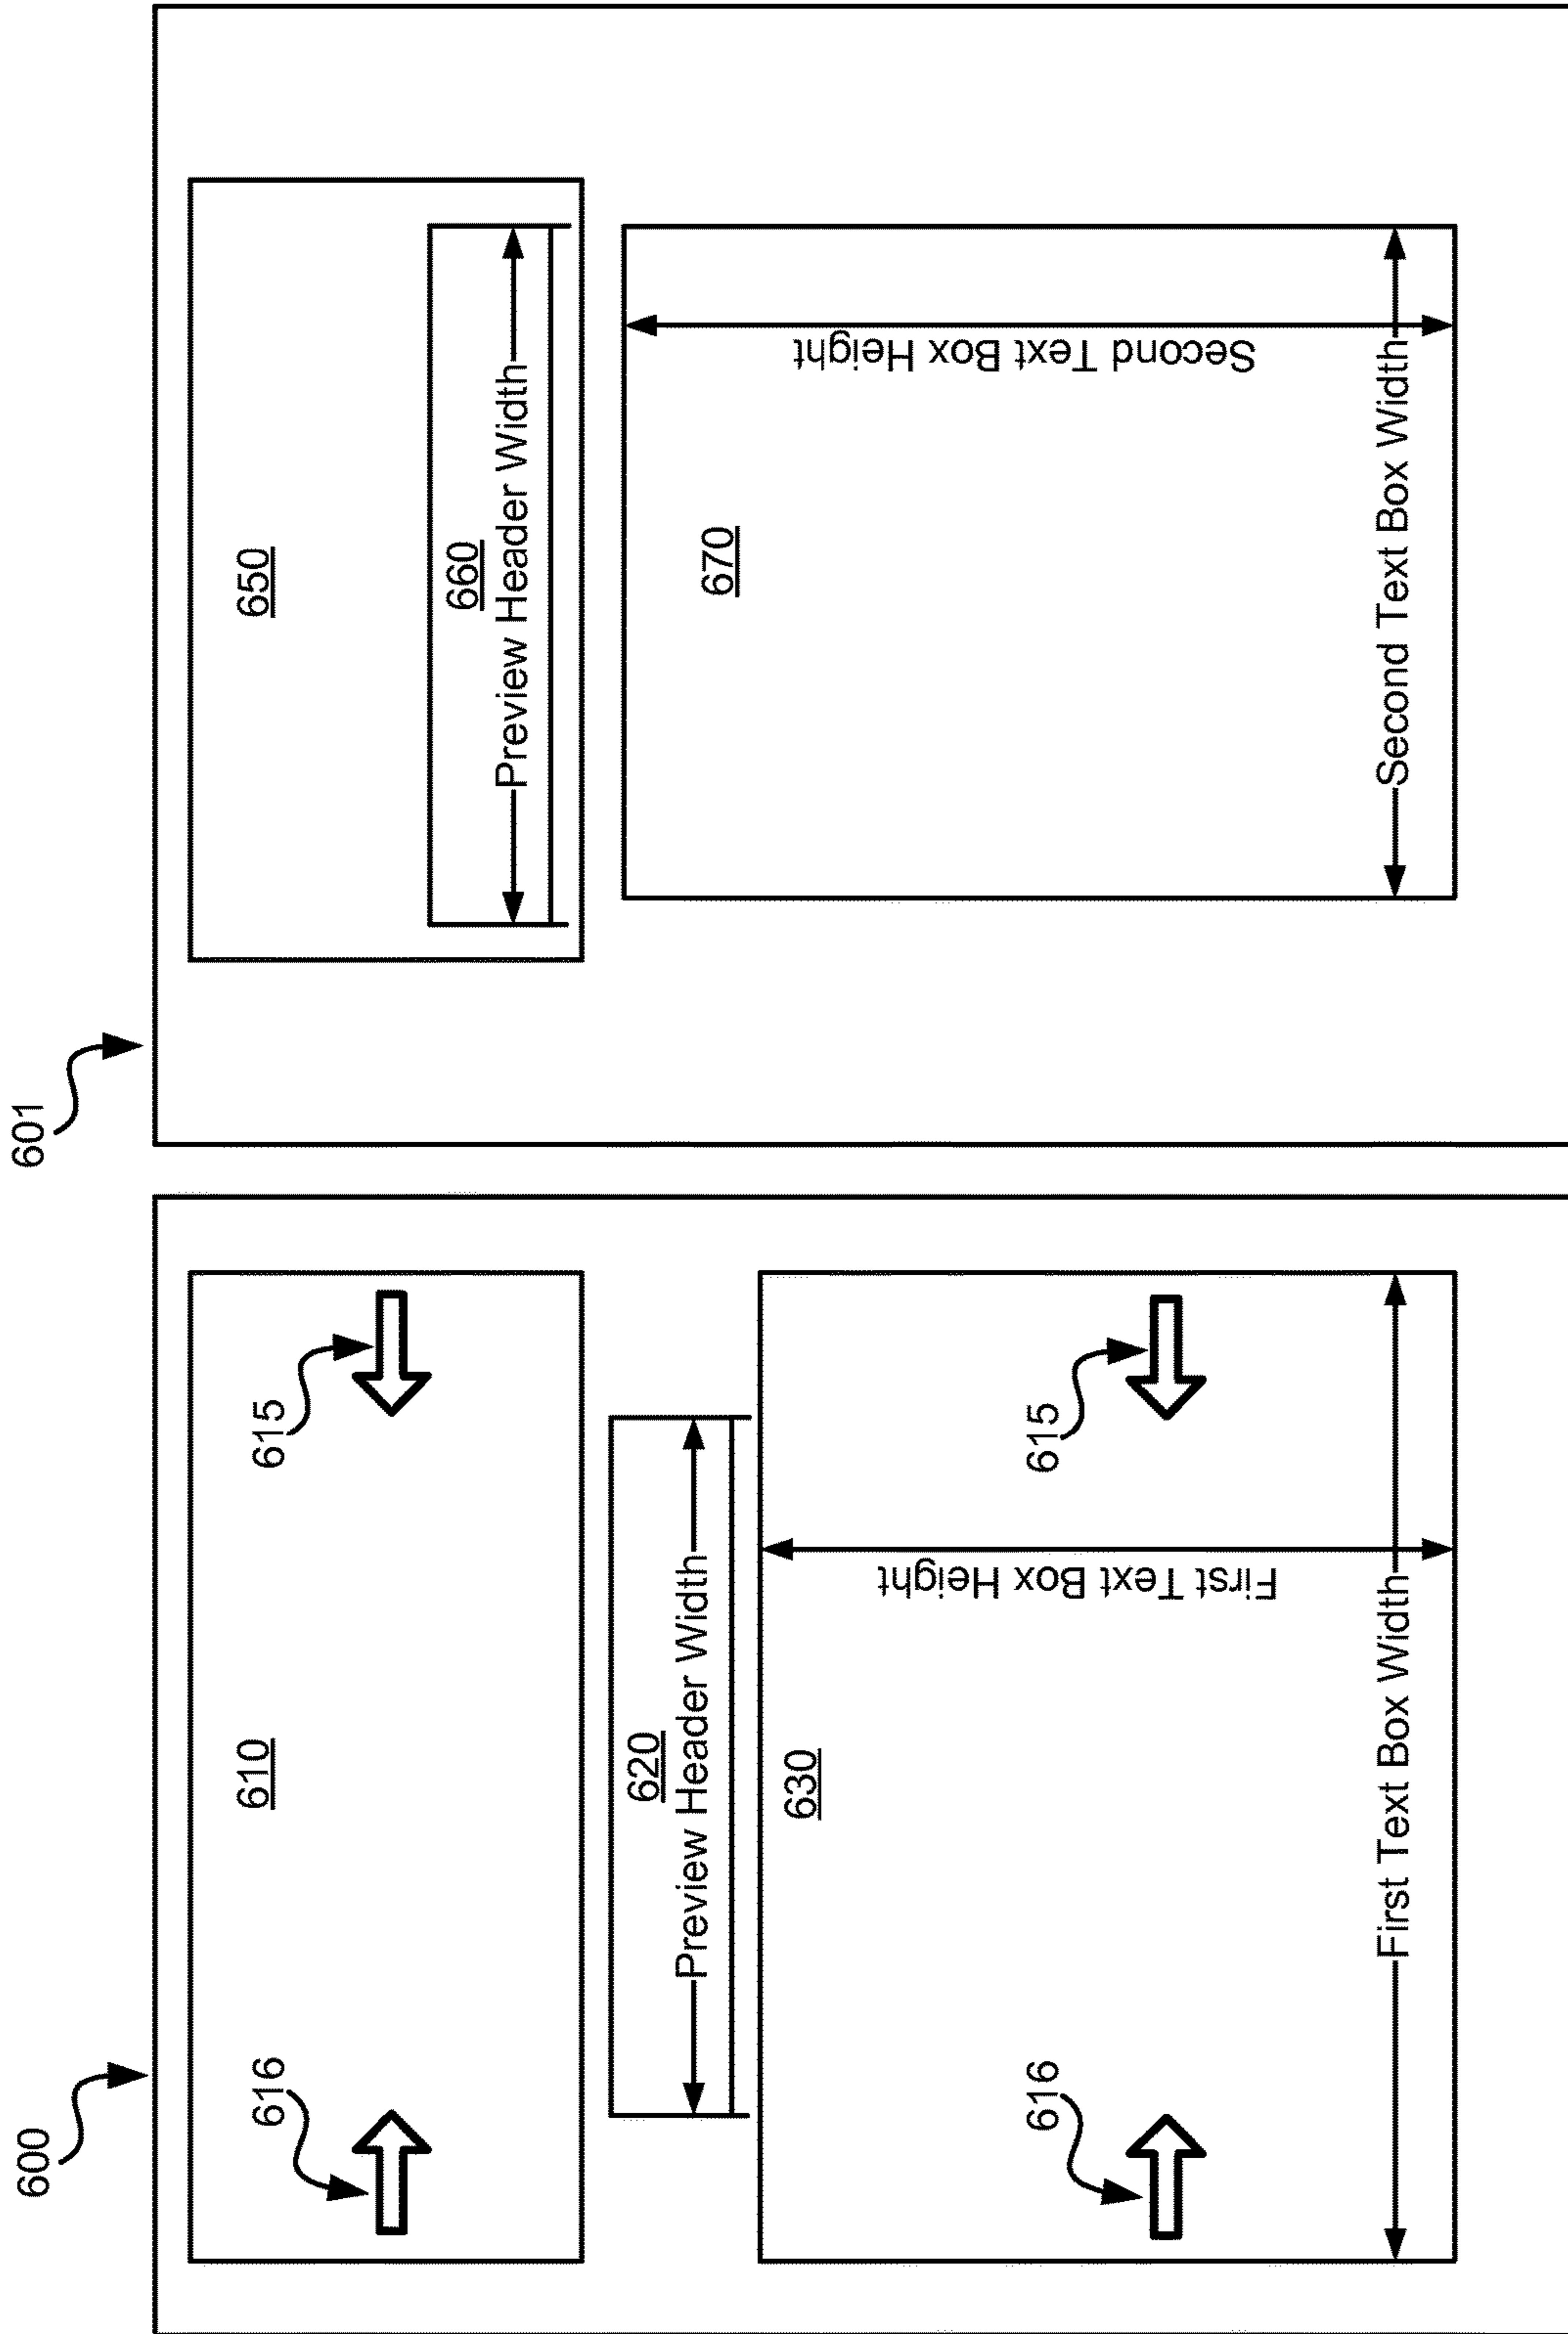 600
610
616
615
620
Preview Header Width
630
First Text Box Height
616
615
First Text Box Width
601
650
660
Preview Header Width
670
Second Text Box Height
Second Text Box Width